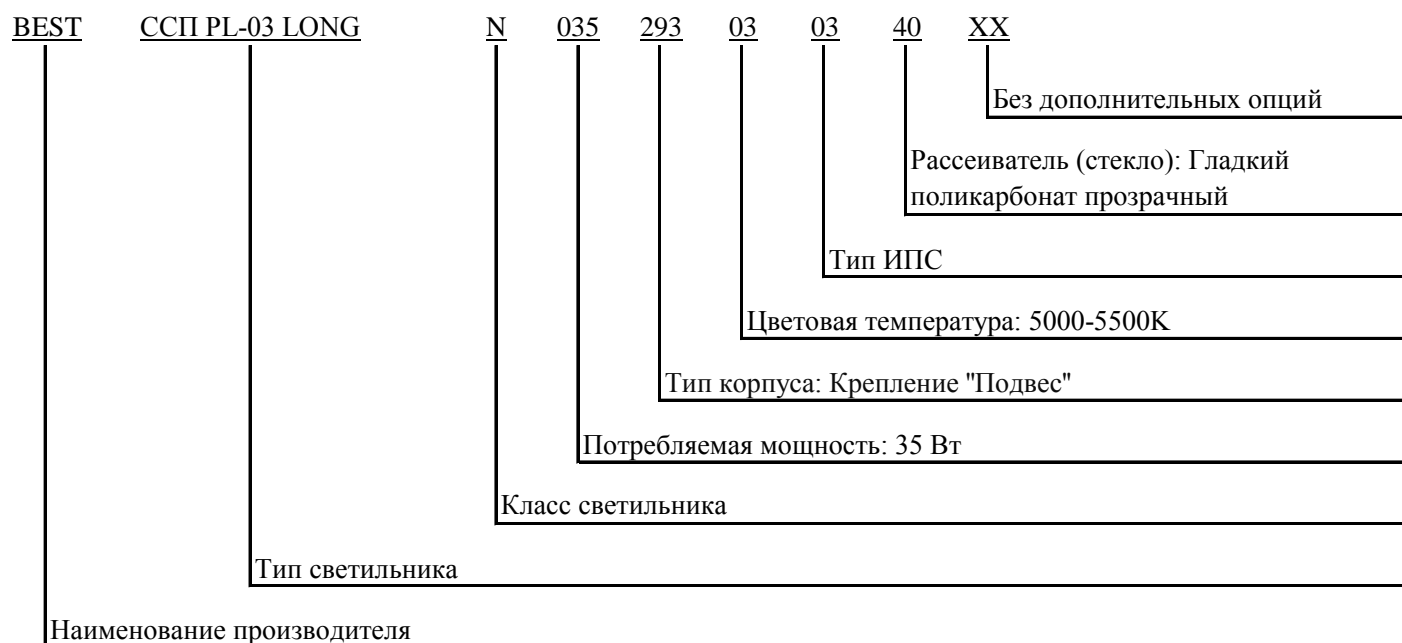 BEST ССП PL-03 LONG N 035 293 03 03 40 XX
Без дополнительных опций
Рассеиватель (стекло): Гладкий
поликарбонат прозрачный
Тип ИПС
Цветовая температура: 5000-5500K
Тип корпуса: Крепление "Подвес"
Потребляемая мощность: 35 Вт
Класс светильника
Тип светильника
Наименование производителя